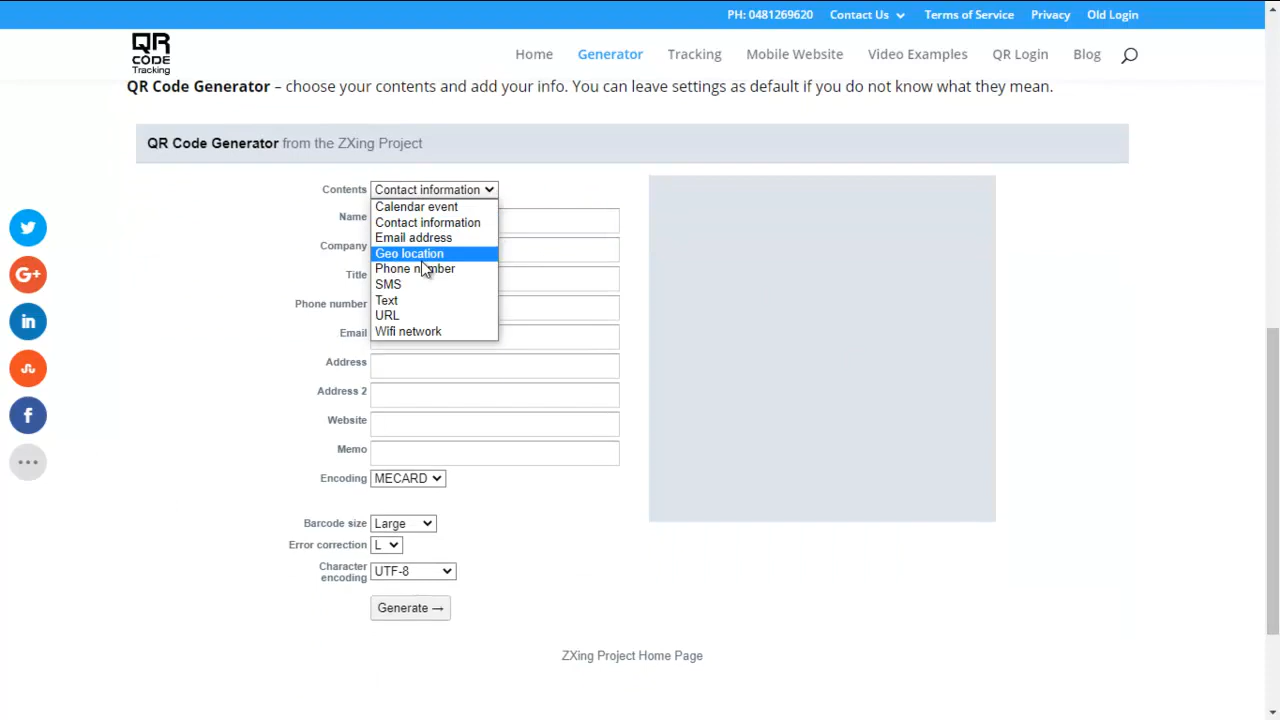 PH: 0481269620 Contact Us Terms of Service Privacy Old Login
QR
CODE
Tracking
Home Generator Tracking Mobile Website Video Examples QR Login Blog
QR Code Generator – choose your contents and add your info. You can leave settings as default if you do not know what they mean.
QR Code Generator from the ZXing Project
Contents Contact information
Calendar event
Contact information
Email address
Geo location
Phone number
SMS
Text
URL
Wifi network
Name
Company
Title
Phone number
Email
Address
Address 2
Website
Memo
Encoding MECARD
Barcode size Large
Error correction L
Character
encoding UTF-8
Generate →
ZXing Project Home Page
G+
in
f